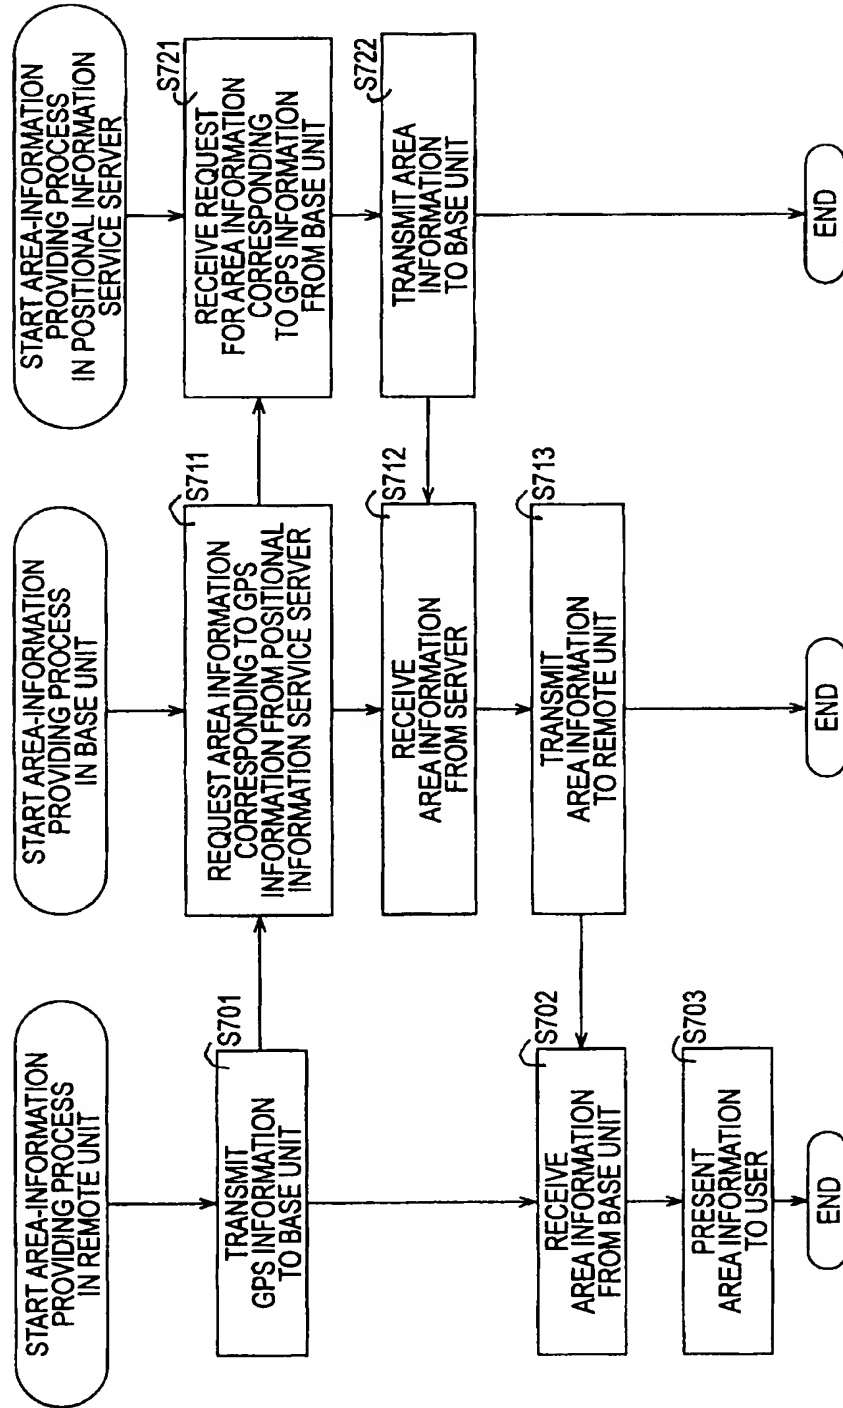 START AREA-INFORMATION
PROVIDING PROCESS
IN REMOTE UNIT
S701
TRANSMIT
GPS INFORMATION
TO BASE UNIT
S702
RECEIVE
AREA INFORMATION
FROM BASE UNIT
S703
PRESENT
AREA INFORMATION
TO USER
END
START AREA-INFORMATION
PROVIDING PROCESS
IN BASE UNIT
S711
REQUEST AREA INFORMATION
CORRESPONDING TO GPS
INFORMATION FROM POSITIONAL
INFORMATION SERVICE SERVER
S712
RECEIVE
AREA INFORMATION
FROM SERVER
S713
TRANSMIT
AREA INFORMATION
TO REMOTE UNIT
END
START AREA-INFORMATION
PROVIDING PROCESS
IN POSITIONAL INFORMATION
SERVICE SERVER
S721
RECEIVE REQUEST
FOR AREA INFORMATION
CORRESPONDING
TO GPS INFORMATION
FROM BASE UNIT
S722
TRANSMIT AREA
INFORMATION
TO BASE UNIT
END